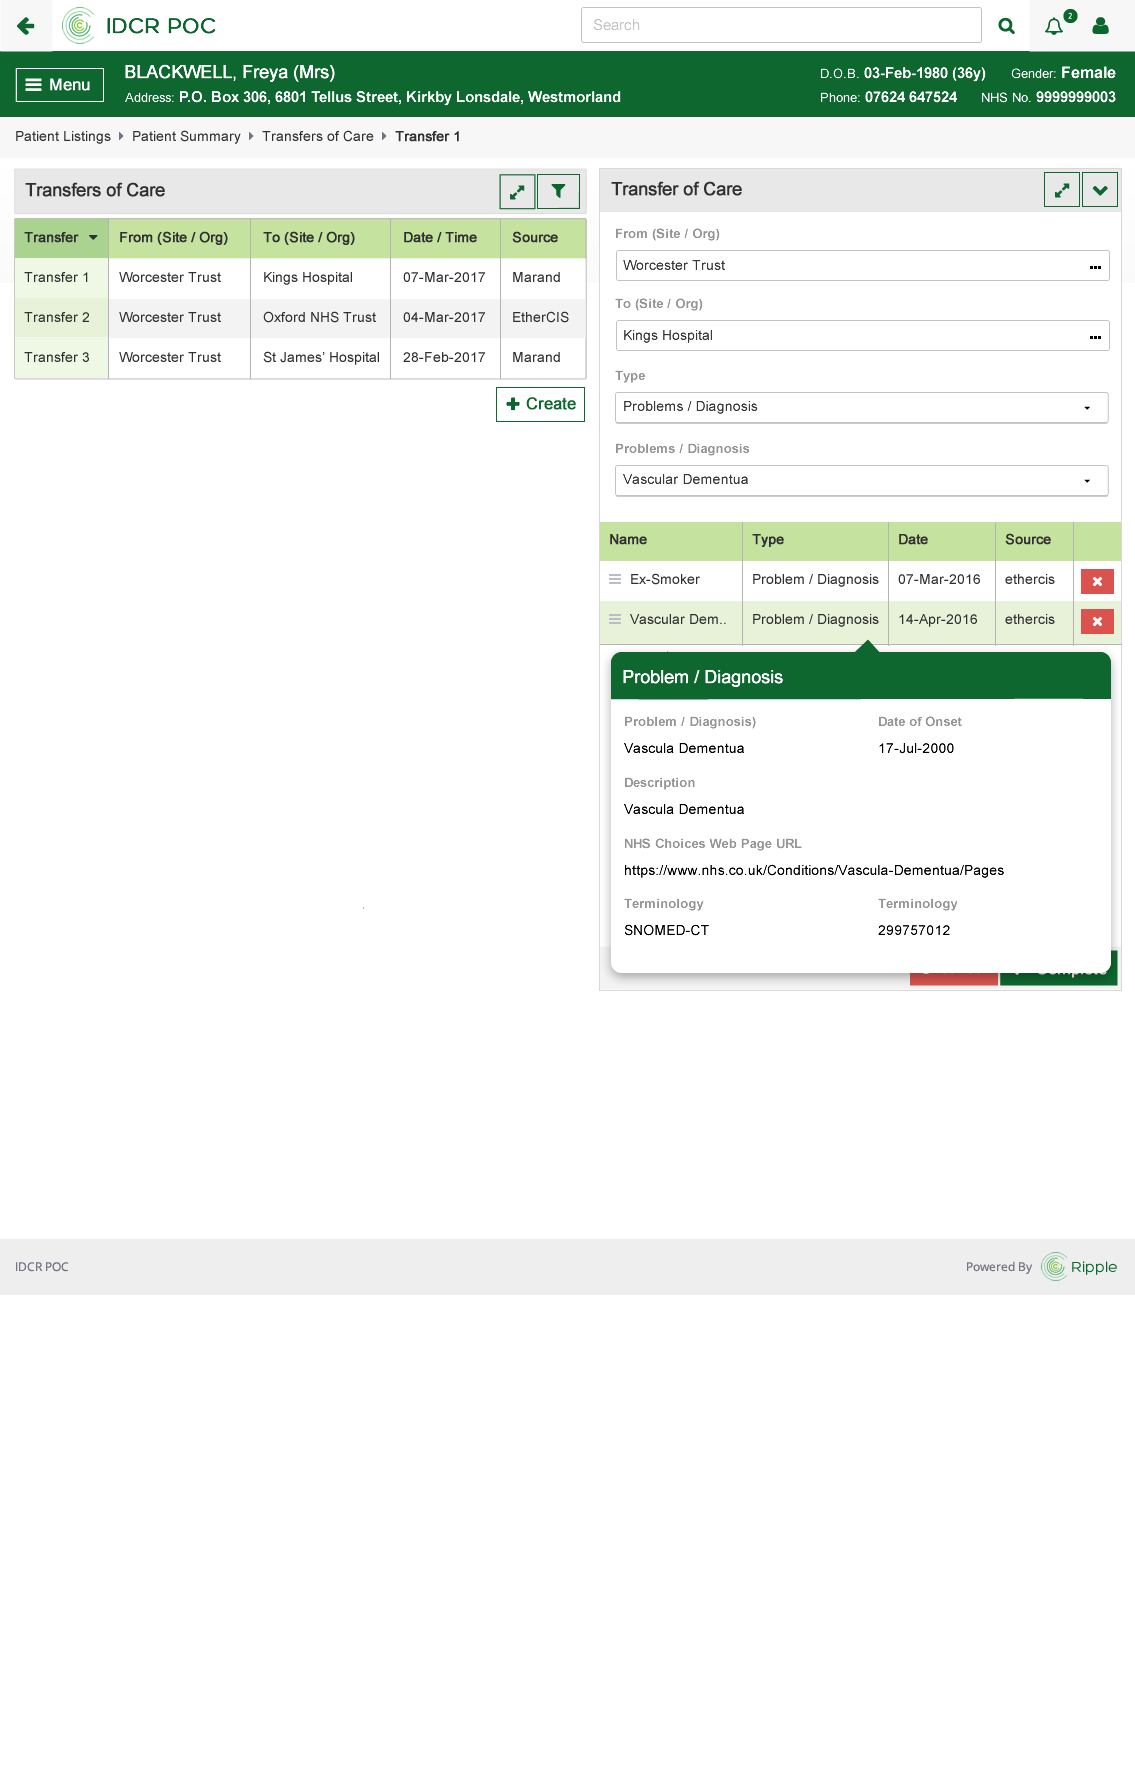 IDCR POC
Search
2
Menu
BLACKWELL, Freya (Mrs)
Address: P.O. Box 306, 6801 Tellus Street, Kirkby Lonsdale, Westmorland
D.O.B. 03-Feb-1980 (36y) Gender: Female
Phone: 07624 647524 NHS No. 9999999003
Patient Listings Patient Summary Transfers of Care Transfer 1
Transfers of Care
Transfer From (Site / Org) To (Site / Org) Date / Time Source
Transfer 1 Worcester Trust Kings Hospital 07-Mar-2017 Marand
Transfer 2 Worcester Trust Oxford NHS Trust 04-Mar-2017 EtherCIS
Transfer 3 Worcester Trust St James’ Hospital 28-Feb-2017 Marand
Create
Transfer of Care
From (Site / Org)
Worcester Trust
To (Site / Org)
Kings Hospital
Type
Problems / Diagnosis
Problems / Diagnosis
Vascular Dementua
Name Type Date Source
Ex-Smoker Problem / Diagnosis 07-Mar-2016 ethercis
Vascular Dem.. Problem / Diagnosis 14-Apr-2016 ethercis
Problem / Diagnosis
Problem / Diagnosis) Date of Onset
Vascula Dementua 17-Jul-2000
Description
Vascula Dementua
NHS Choices Web Page URL
https://www.nhs.co.uk/Conditions/Vascula-Dementua/Pages
Terminology Terminology
SNOMED-CT 299757012
Complete
IDCR POC
Powered By Ripple